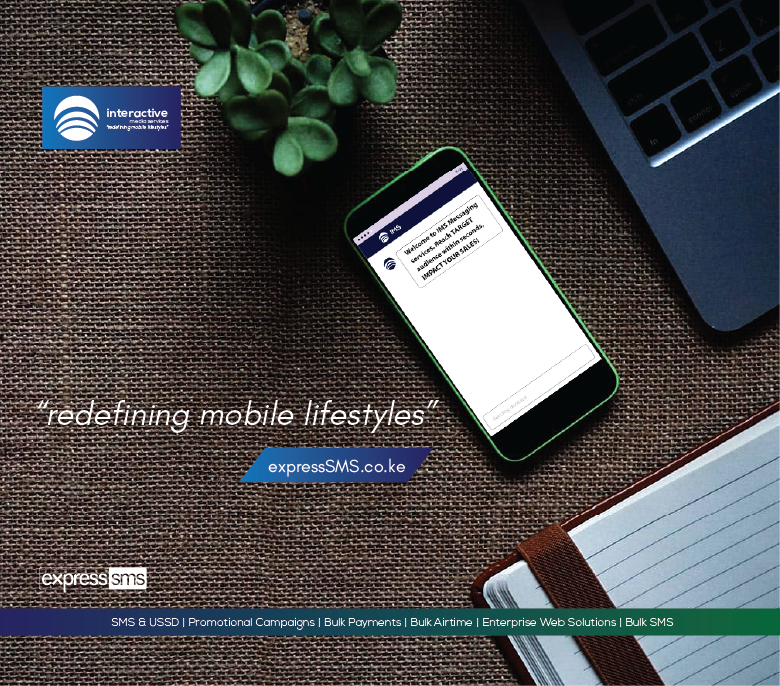 interactive
media services
"redefining mobile lifestyles"
IMS
Welcome to IMS Messaging
services, Reach TARGET
audience within seconds,
IMPACT YOUR SALES!
“redefining mobile lifestyles”
expressSMS.co.ke
express sms
SMS & USSD | Promotional Campaigns | Bulk Payments | Bulk Airtime | Enterprise Web Solutions | Bulk SMS